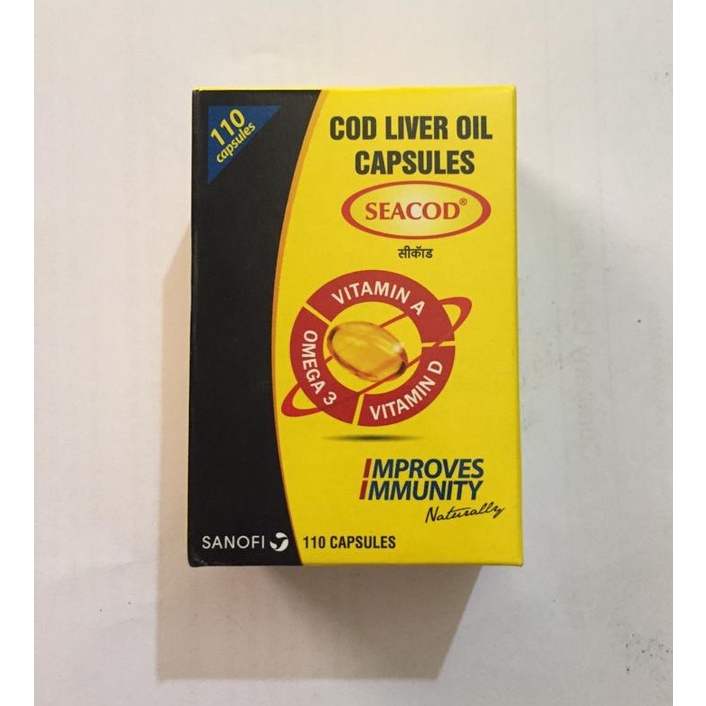 110
capsules
COD LIVER OIL
CAPSULES
SEACOD®
सीकॅाड
VITAMIN A
OMEGA 3
VITAMIN D
IMPROVES
IMMUNITY
Naturally
SANOFI
110 CAPSULES